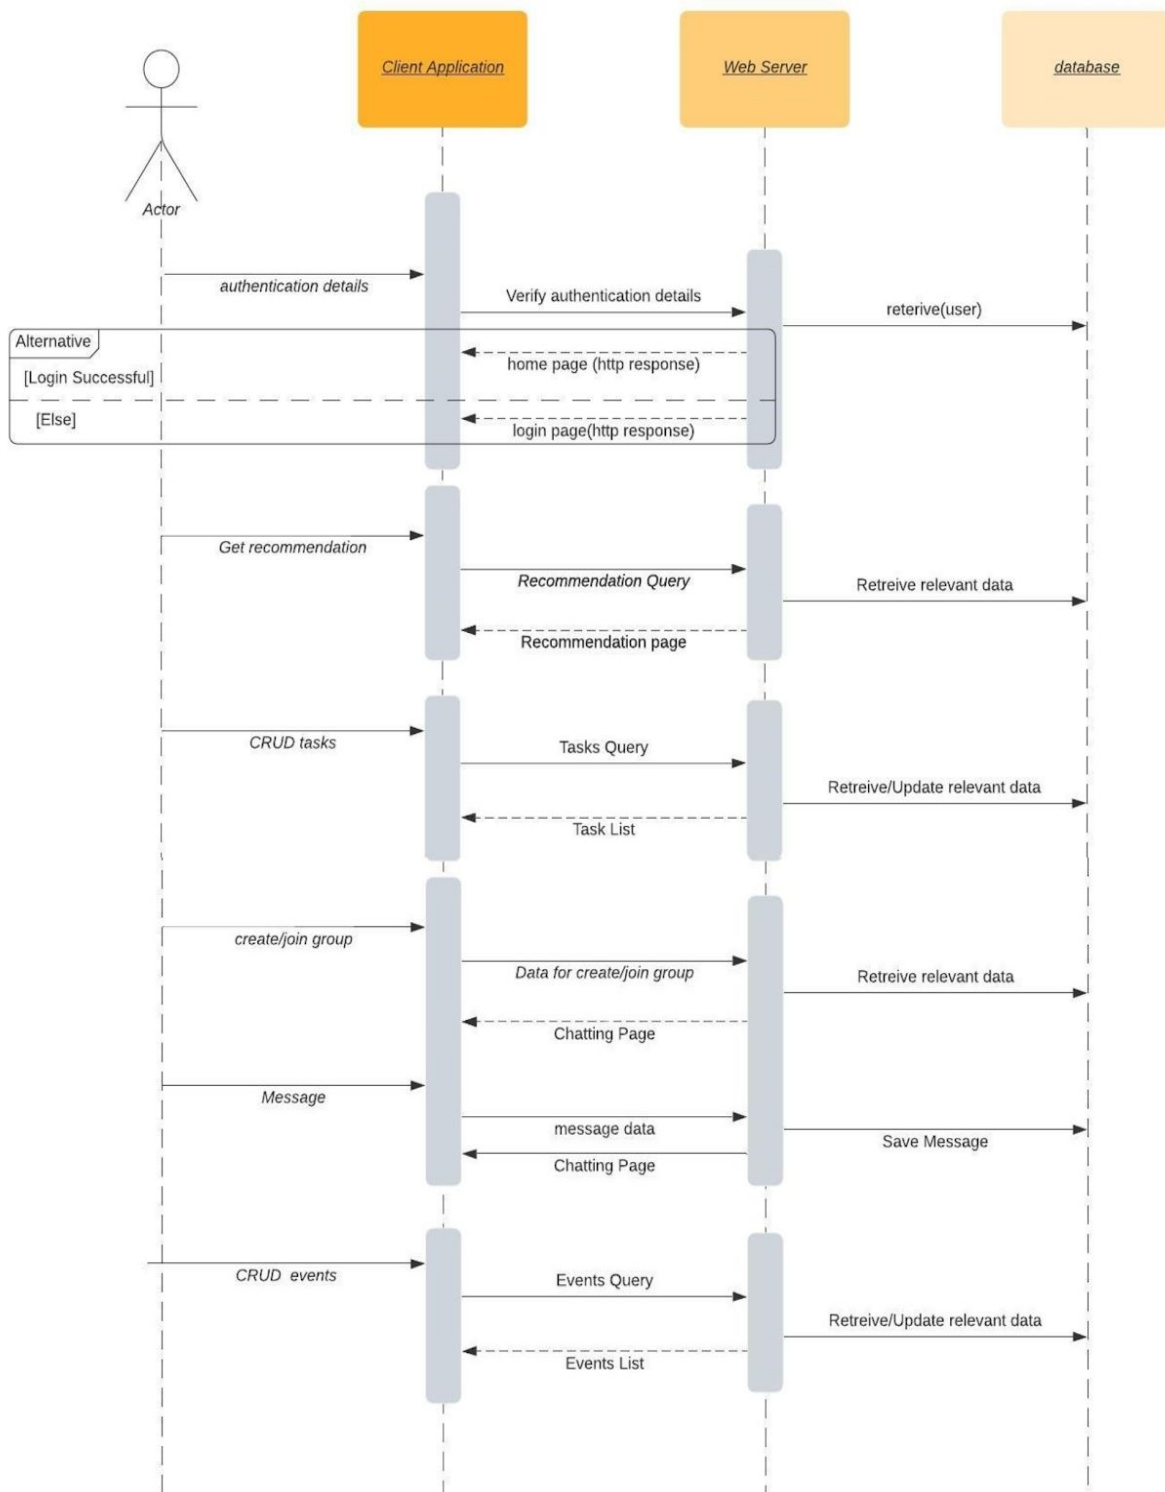 Client Application
Web Server
database
Actor
authentication details
Verify authentication details
reterive(user)
Alternative
home page (http response)
[Login Successful]
[Else]
login page(http response)
Get recommendation
Recommendation Query
Retreive relevant data
Recommendation page
CRUD tasks
Tasks Query
Retreive/Update relevant data
Task List
create/join group
Data for create/join group
Retreive relevant data
Chatting Page
Message
message data
Save Message
Chatting Page
CRUD  events
Events Query
Retreive/Update relevant data
Events List